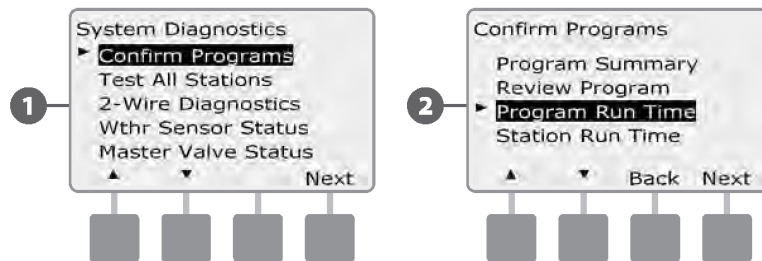 System Diagnostics
Confirm Programs
Test All Stations
2-Wire Diagnostics
Wthr Sensor Status
Master Valve Status
Next
1
Confirm Programs
Program Summary
Review Program
Program Run Time
Station Run Time
Back Next
2